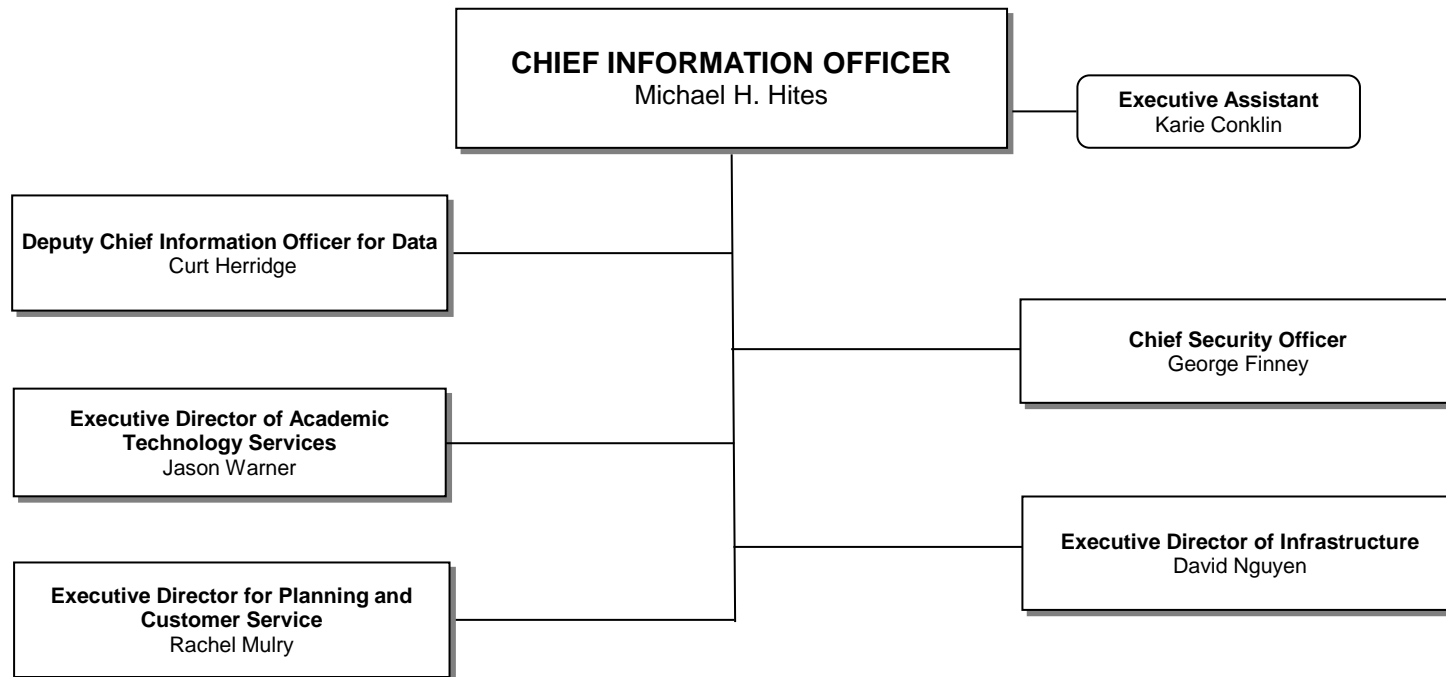 CHIEF INFORMATION OFFICER
Michael H. Hites
Executive Assistant
Karie Conklin
Deputy Chief Information Officer for Data
Curt Herridge
Chief Security Officer
George Finney
Executive Director of Academic
Technology Services
Jason Warner
Executive Director of Infrastructure
David Nguyen
Executive Director for Planning and
Customer Service
Rachel Mulry